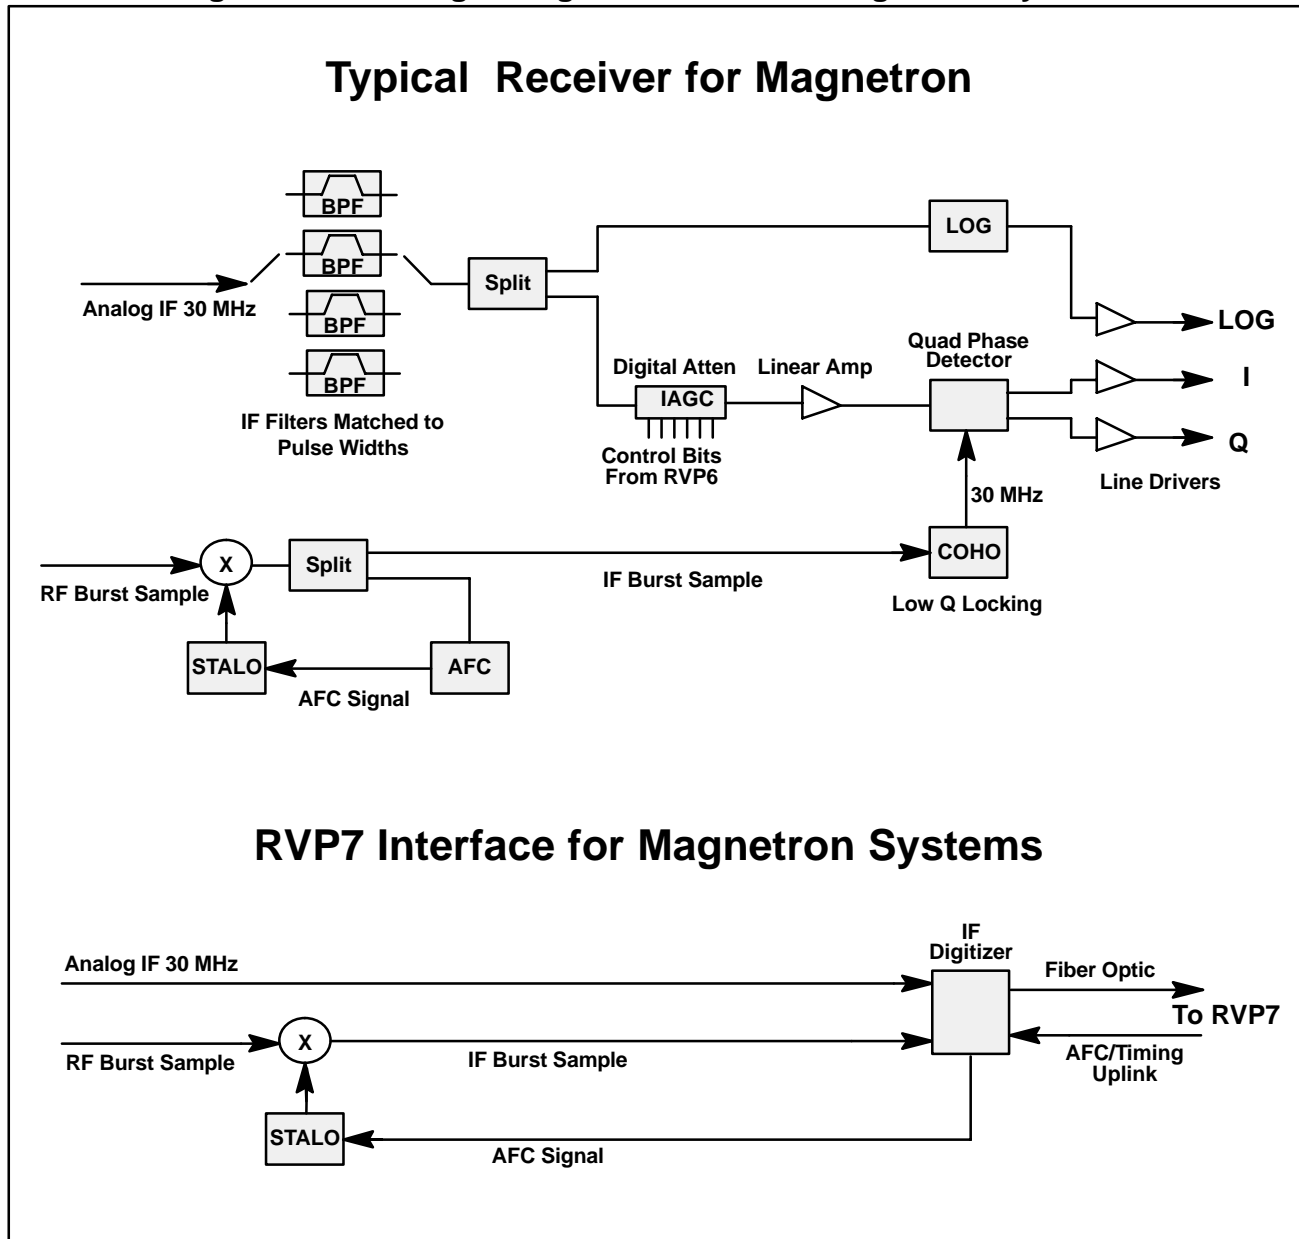 Typical Receiver for Magnetron
BPF
BPF
BPF
BPF
Analog IF 30 MHz
IF Filters Matched to
Pulse Widths
Split
LOG
LOG
Digital Atten
IAGC
Control Bits
From RVP6
Linear Amp
Quad Phase
Detector
I
Q
Line Drivers
30 MHz
COHO
Low Q Locking
RF Burst Sample
X
Split
IF Burst Sample
STALO
AFC Signal
AFC
RVP7 Interface for Magnetron Systems
Analog IF 30 MHz
IF
Digitizer
Fiber Optic
To RVP7
AFC/Timing
Uplink
RF Burst Sample
X
IF Burst Sample
STALO
AFC Signal